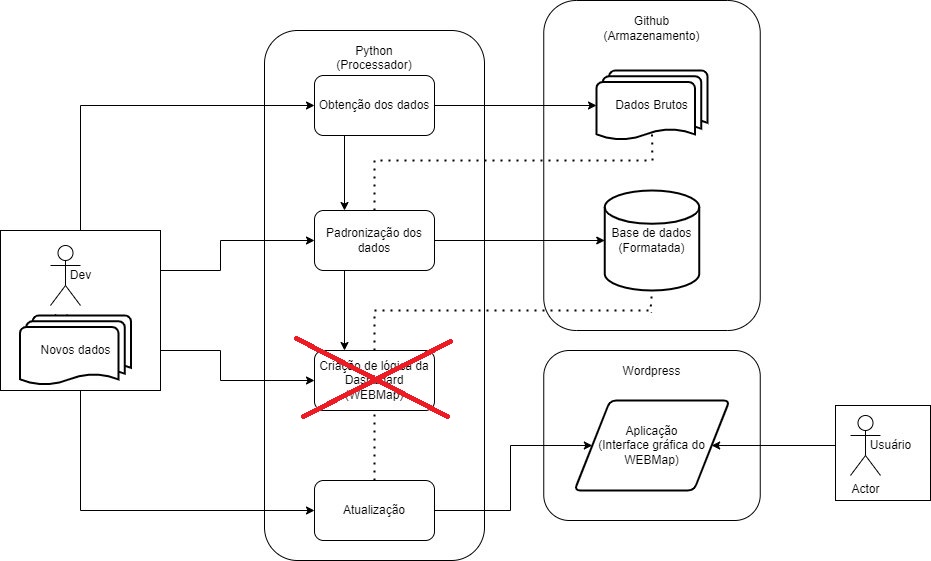 Github
(Armazenamento)
Python
(Processador)
Obtenção dos dados
Dados Brutos
Padronização dos
dados
Base de dados
(Formatada)
Dev
Novos dados
Criação de lógica da
Dashboard
(WEBMap)
Wordpress
Aplicação
(Interface gráfica do
WEBMap)
Usuário
Actor
Atualização